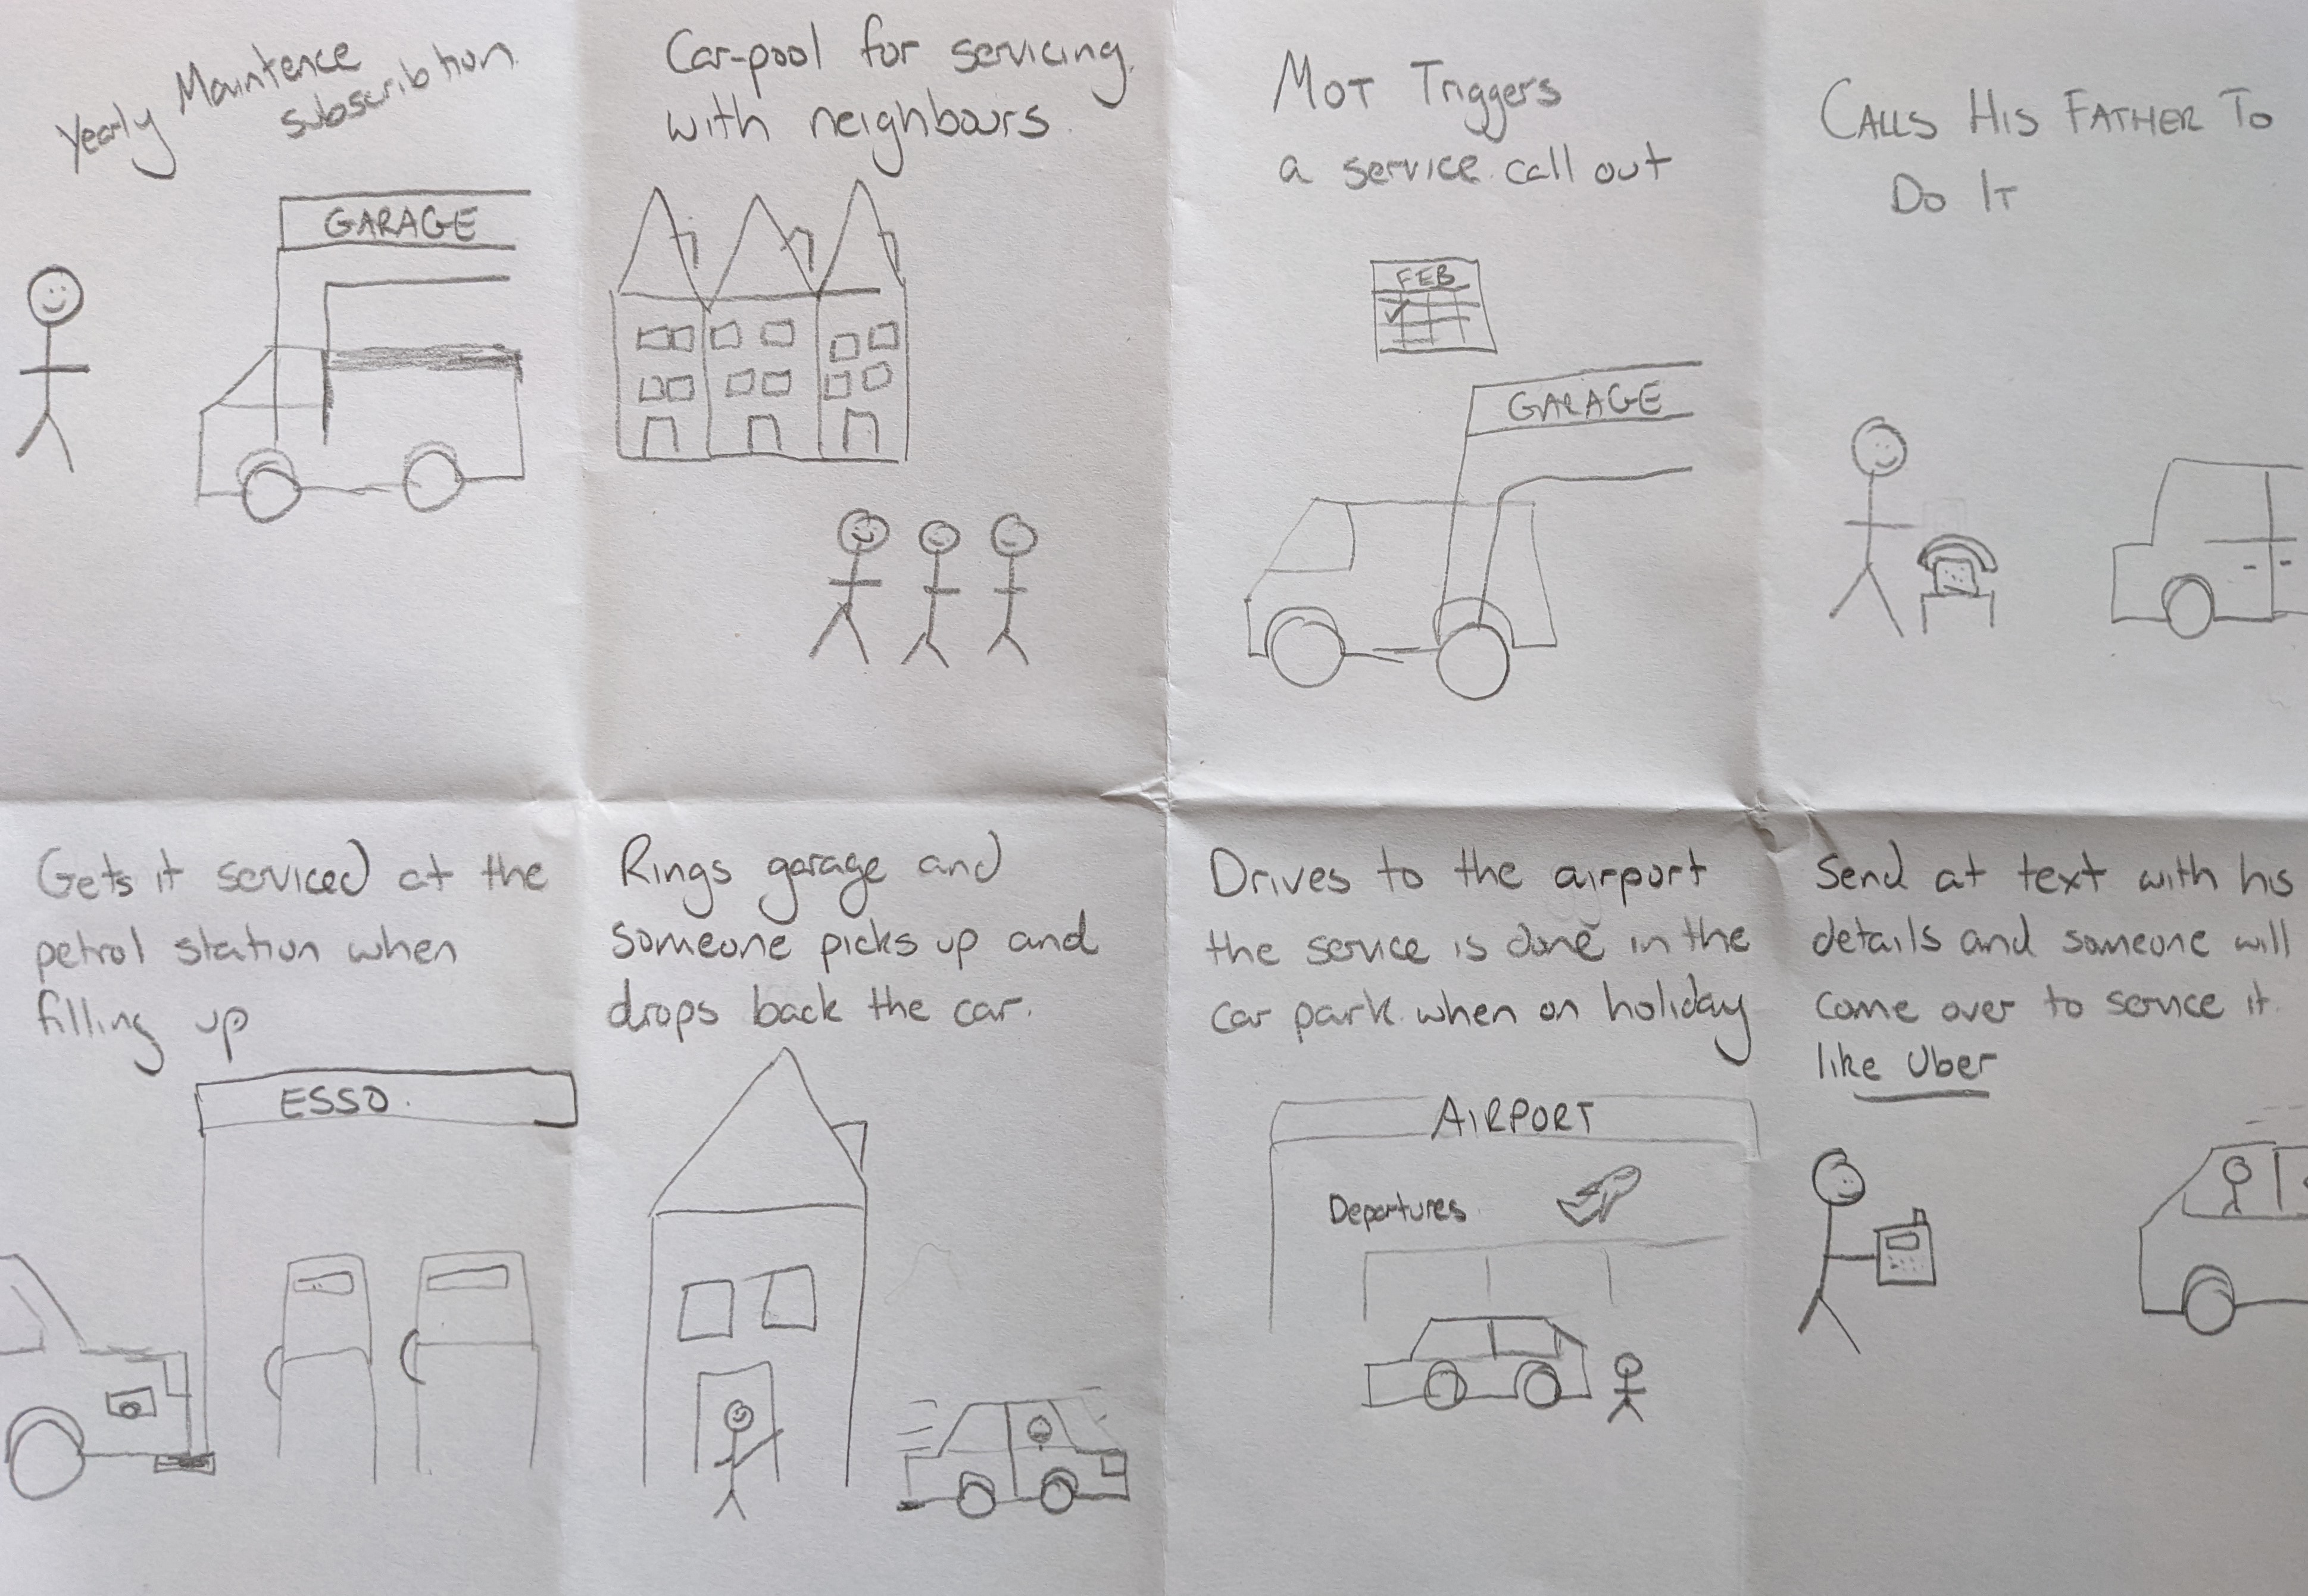 Yearly Maintence
subscribtion.
GARAGE
Car-pool for servicing.
with neighbours.
MOT Triggers
a service call out
FEB
GARAGE
CALLS HIS FATHER TO
DO IT
Gets it serviced at the
petrol station when
filling up
ESSO.
Rings garage and
someone picks up and
drops back the car.
Drives to the airport
the service is done in the
car park when on holiday
AIRPORT
Departures
Send at text with his
details and someone will
come over to service it.
like Uber